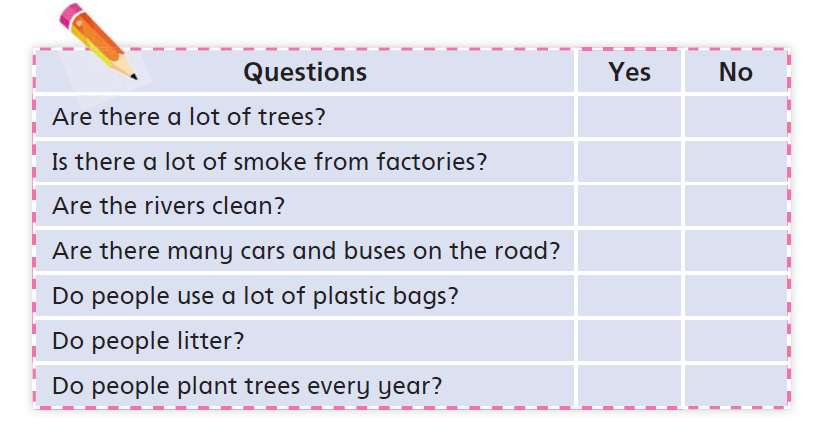 Questions Yes No
Are there a lot of trees?
Is there a lot of smoke from factories?
Are the rivers clean?
Are there many cars and buses on the road?
Do people use a lot of plastic bags?
Do people litter?
Do people plant trees every year?